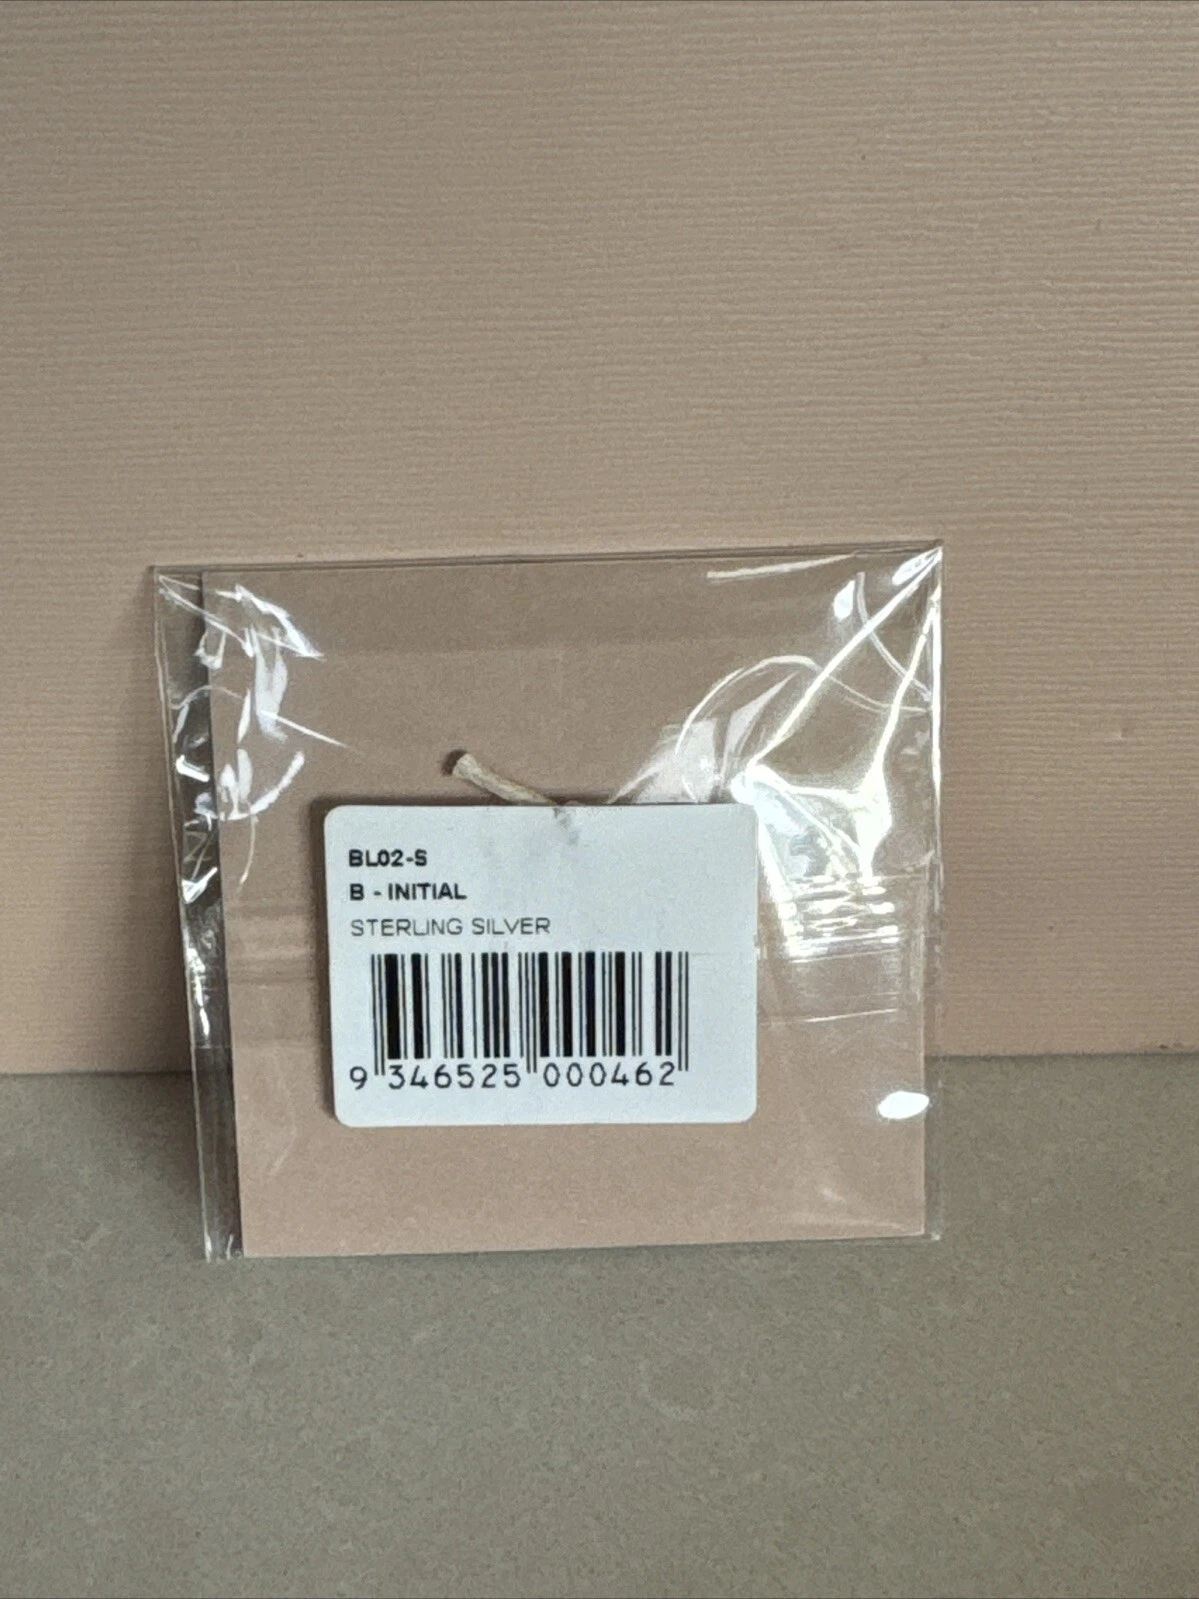 BL02-S
B - INITIAL
STERLING SILVER
9 346525 000462